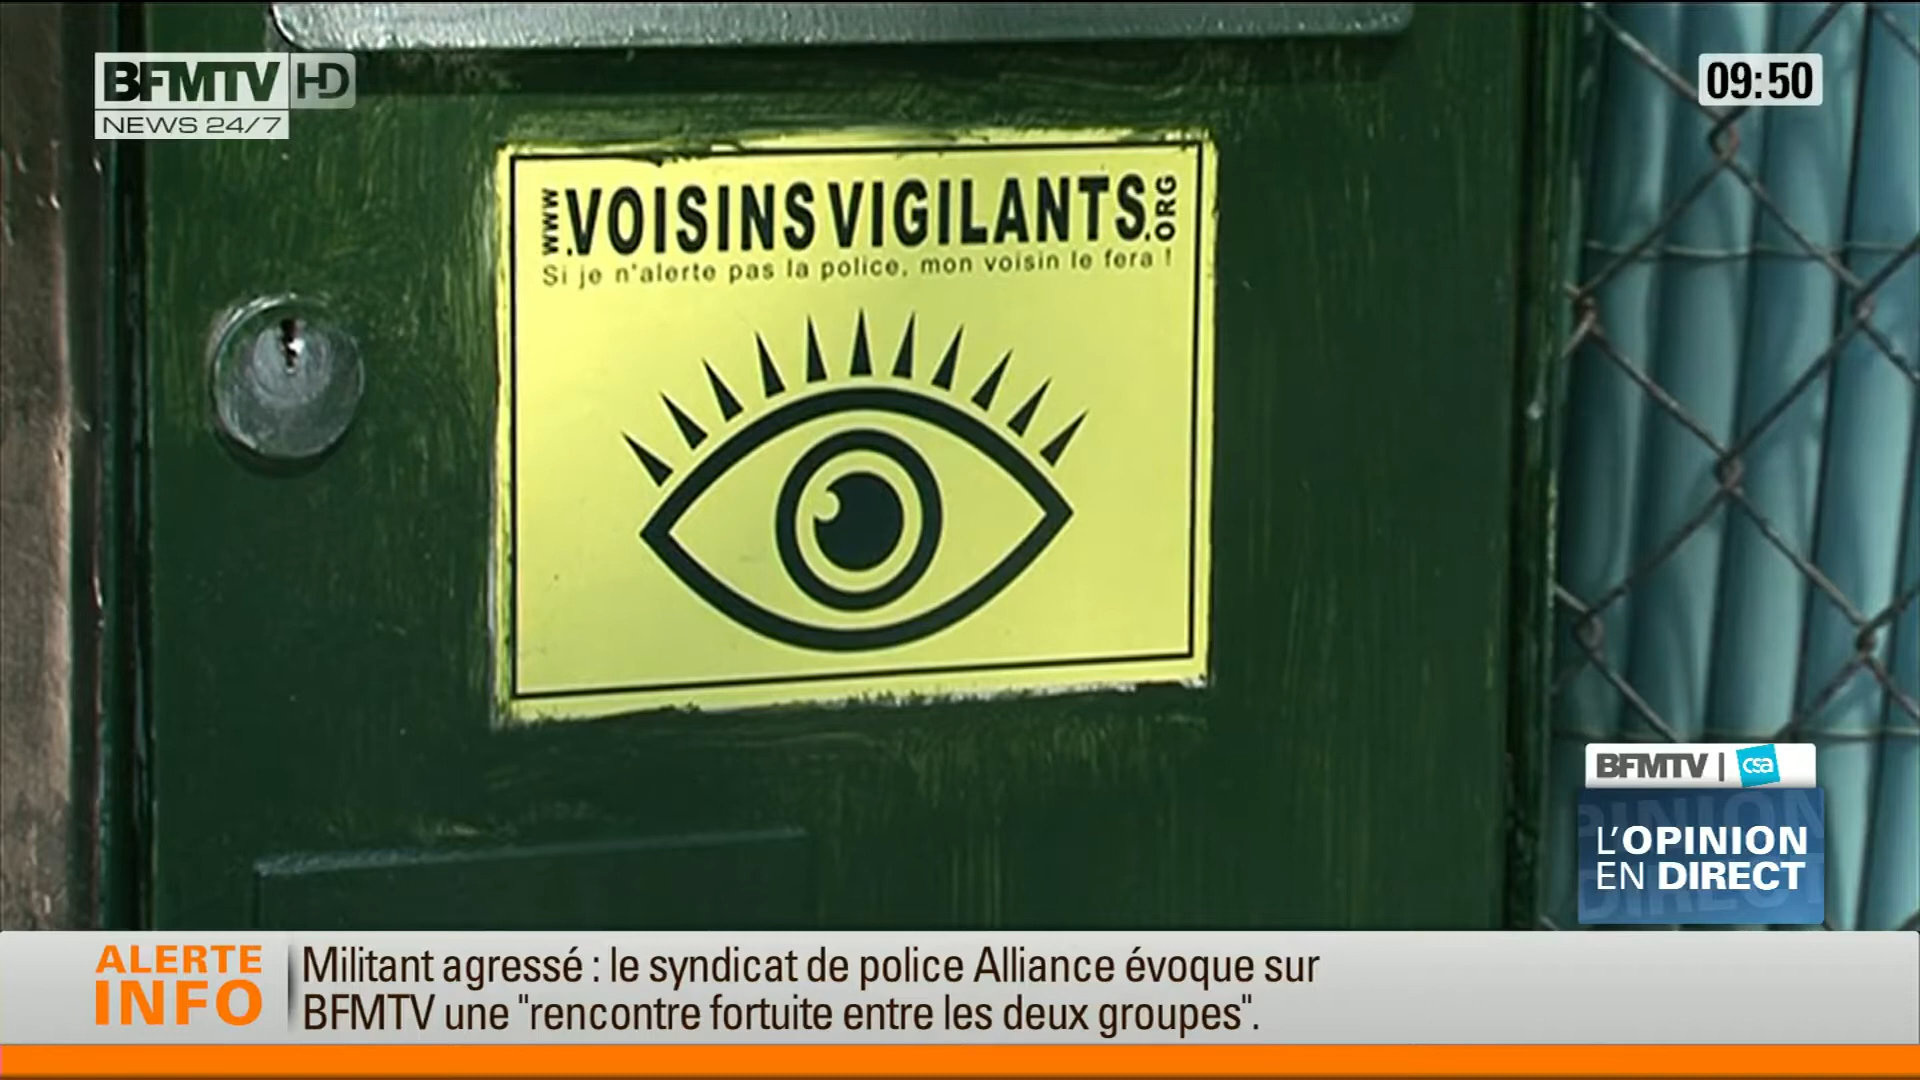 BFMTV HD
NEWS 24/7
09:50
WWW.VOISINSVIGILANTS.ORG
Si je n'alerte pas la police, mon voisin le fera !
BFMTV | csa
L'OPINION
EN DIRECT
ALERTE
INFO
Militant agressé : le syndicat de police Alliance évoque sur
BFMTV une "rencontre fortuite entre les deux groupes".